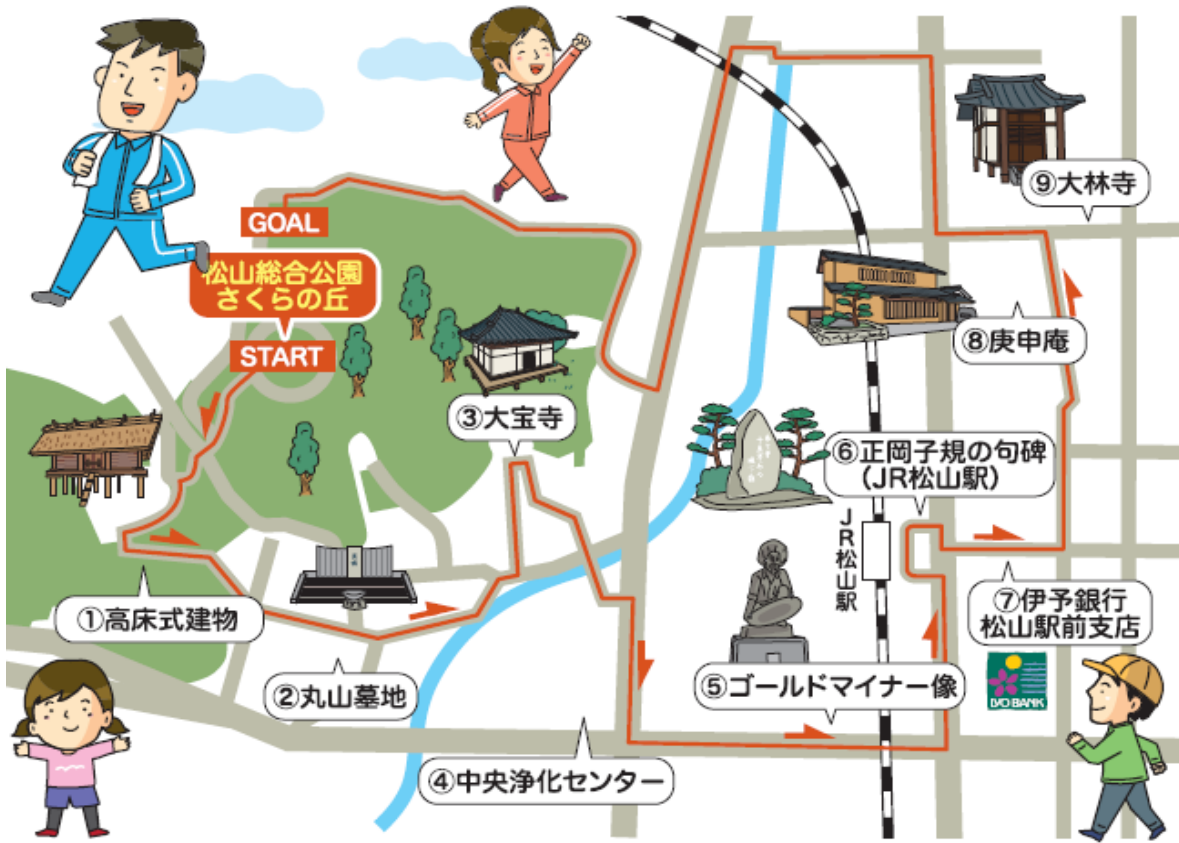 GOAL
松山総合公園
さくらの丘
START
①高床式建物
②丸山墓地
③大宝寺
④中央浄化センター
⑤ゴールドマイナー像
⑥正岡子規の句碑
(JR松山駅)
JR松山駅
⑦伊予銀行
松山駅前支店
IYO BANK
⑧庚申庵
⑨大林寺